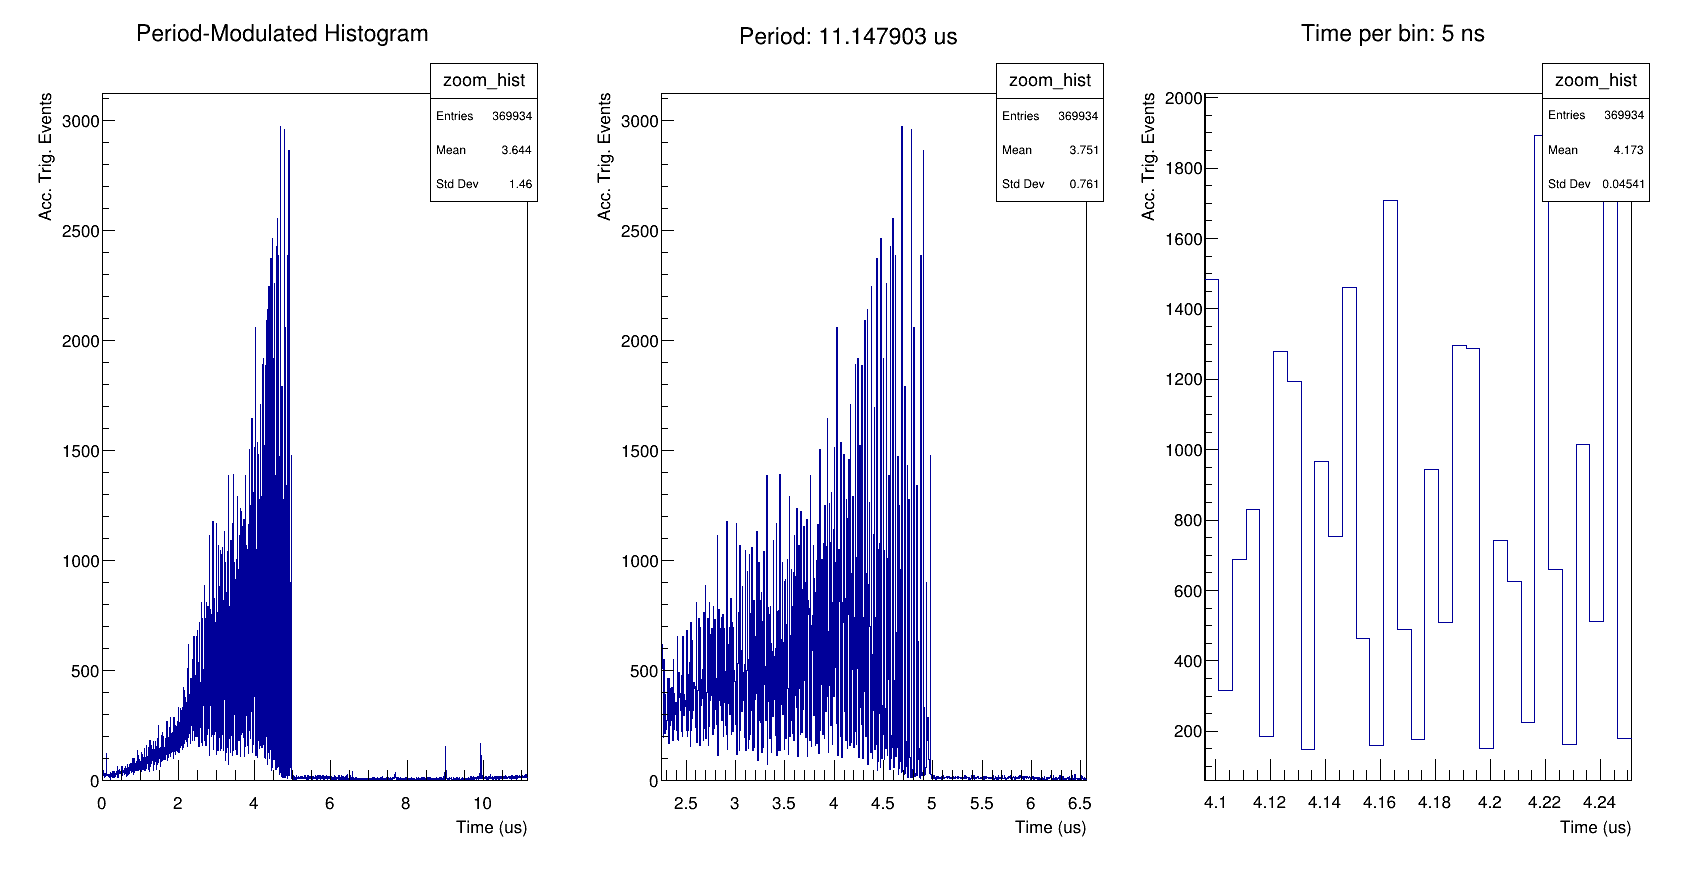 Period-Modulated Histogram
Acc. Trig. Events
zoom_hist
Entries 369934
Mean 3.644
Std Dev 1.46
3000
2500
2000
1500
1000
500
0
0 2 4 6 8 10
Time (us)
Period: 11.147903 us
Acc. Trig. Events
zoom_hist
Entries 369934
Mean 3.751
Std Dev 0.761
3000
2500
2000
1500
1000
500
0
2.5 3 3.5 4 4.5 5 5.5 6 6.5
Time (us)
Time per bin: 5 ns
Acc. Trig. Events
zoom_hist
Entries 369934
Mean 4.173
Std Dev 0.04541
2000
1800
1600
1400
1200
1000
800
600
400
200
4.1 4.12 4.14 4.16 4.18 4.2 4.22 4.24
Time (us)